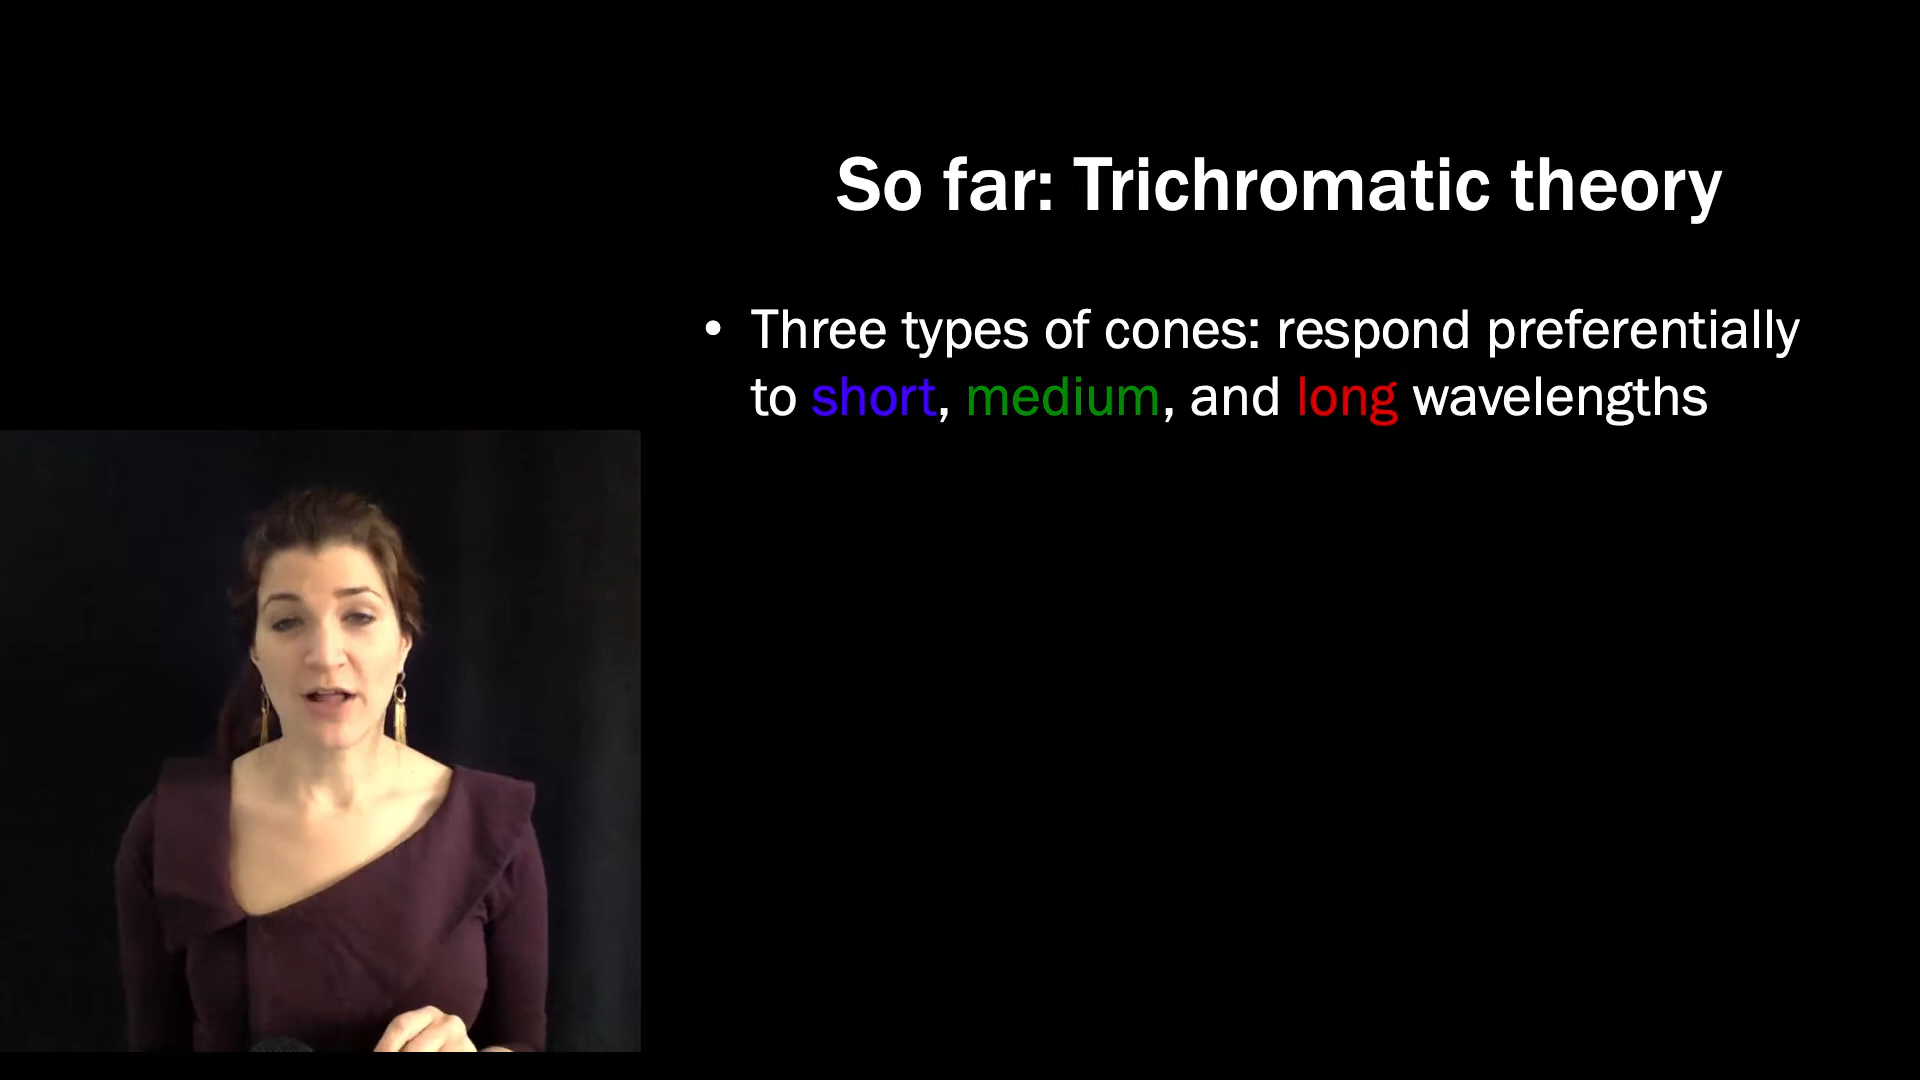 So far: Trichromatic theory
• Three types of cones: respond preferentially
to short, medium, and long wavelengths